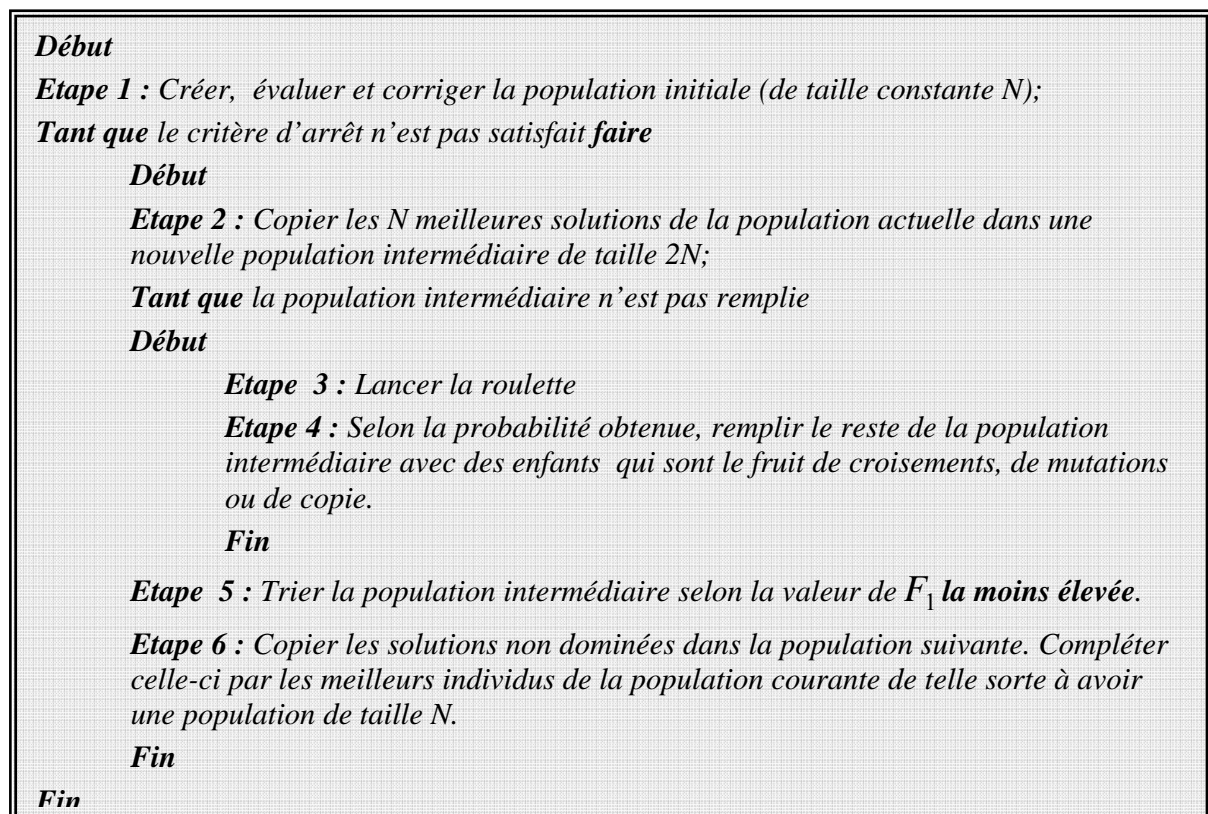 Début
Etape 1 : Créer, évaluer et corriger la population initiale (de taille constante N);
Tant que le critère d'arrêt n'est pas satisfait faire
Début
Etape 2 : Copier les N meilleures solutions de la population actuelle dans une
nouvelle population intermédiaire de taille 2N;
Tant que la population intermédiaire n'est pas remplie
Début
Etape 3 : Lancer la roulette
Etape 4 : Selon la probabilité obtenue, remplir le reste de la population
intermédiaire avec des enfants qui sont le fruit de croisements, de mutations
ou de copie.
Fin
Etape 5 : Trier la population intermédiaire selon la valeur de F₁ la moins élevée.
Etape 6 : Copier les solutions non dominées dans la population suivante. Compléter
celle-ci par les meilleurs individus de la population courante de telle sorte à avoir
une population de taille N.
Fin
Fin